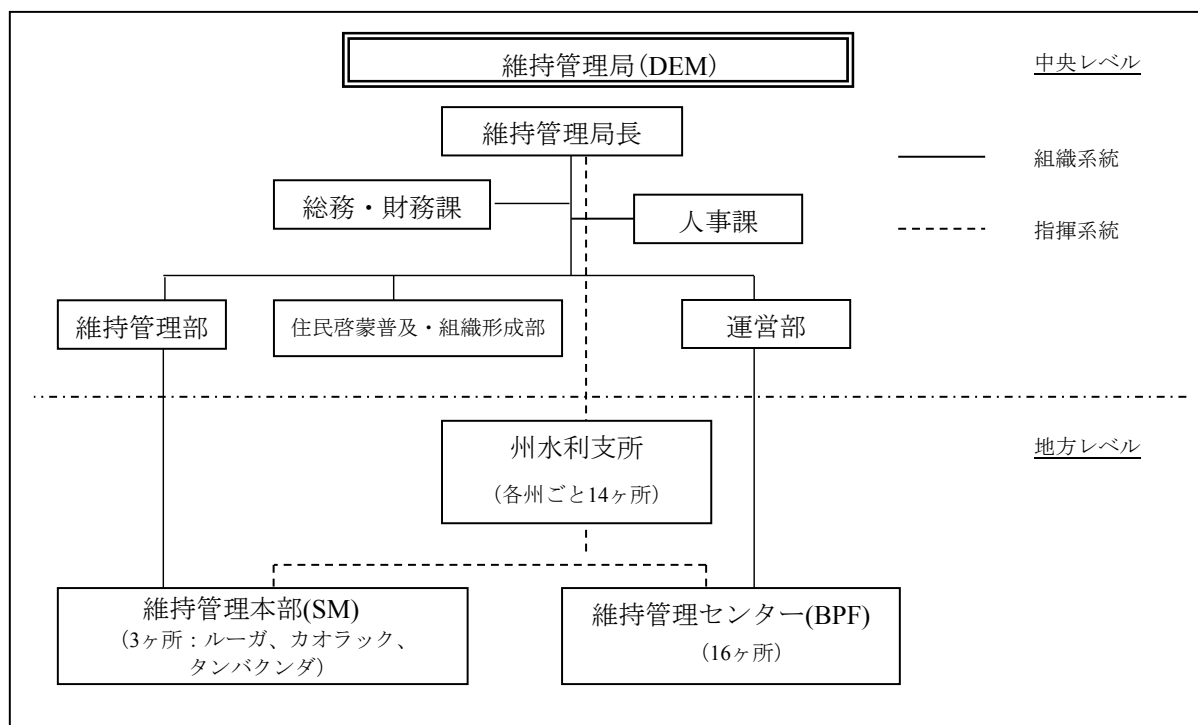 維持管理局(DEM)
中央レベル
維持管理局長
組織系統
総務・財務課
人事課
指揮系統
維持管理部
住民啓蒙普及・組織形成部
運営部
州水利支所
地方レベル
（各州ごと14ヶ所）
維持管理本部(SM)
（3ヶ所：ルーガ、カオラック、
タンバクンダ）
維持管理センター(BPF)
（16ヶ所）